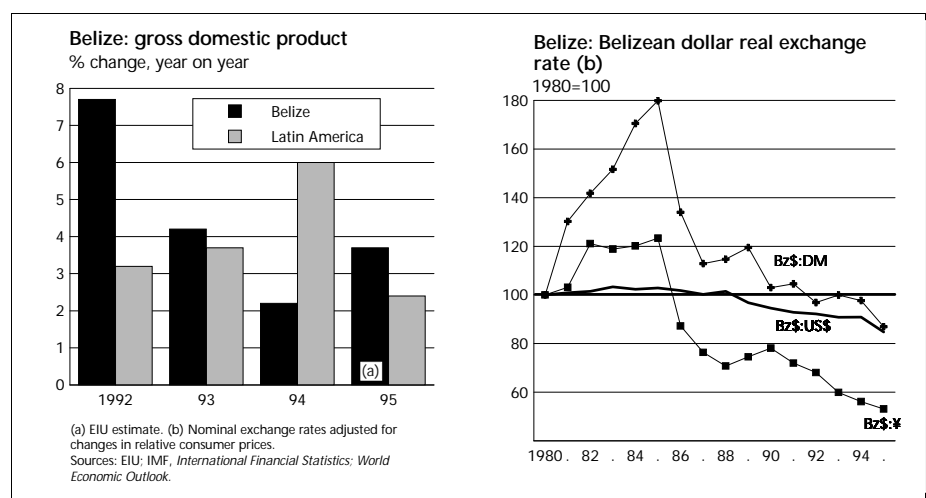 Belize: gross domestic product
% change, year on year
8
7
6
5
4
3
2
1
0
Belize
Latin America
(a)
1992 93 94 95
(a) EIU estimate. (b) Nominal exchange rates adjusted for
changes in relative consumer prices.
Sources: EIU; IMF, International Financial Statistics; World
Economic Outlook.
Belize: Belizean dollar real exchange
rate (b)
1980=100
180
160
140
120
100
80
60
Bz$:DM
Bz$:US$
Bz$:¥
1980 . 82 . 84 . 86 . 88 . 90 . 92 . 94 .